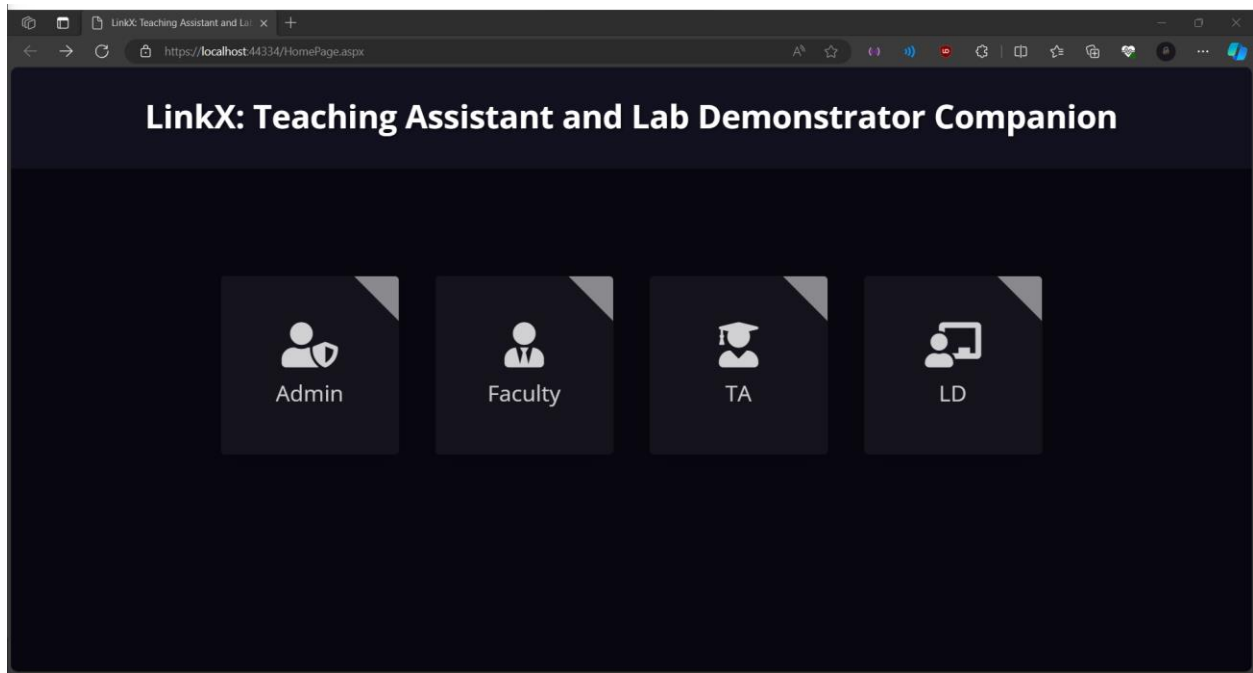 LinkX: Teaching Assistant and La
https://localhost:44334/HomePage.aspx
LinkX: Teaching Assistant and Lab Demonstrator Companion
Admin
Faculty
TA
LD